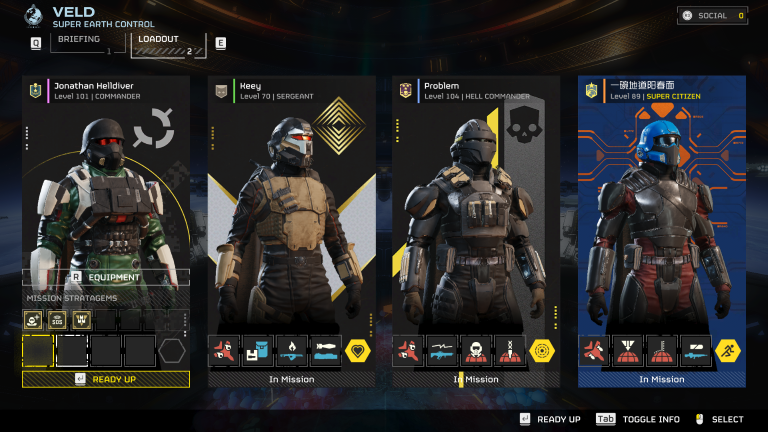 VELD
SUPER EARTH CONTROL
SOCIAL 0
Q
BRIEFING
1
LOADOUT
2
E
Jonathan Helldiver
Level 101 | COMMANDER
Keey
Level 70 | SERGEANT
Problem
Level 104 | HELL COMMANDER
一碗地道阳春面
Level 89 | SUPER CITIZEN
R EQUIPMENT
MISSION STRATAGEMS
SOS
READY UP
In Mission
In Mission
In Mission
READY UP
Tab TOGGLE INFO
SELECT